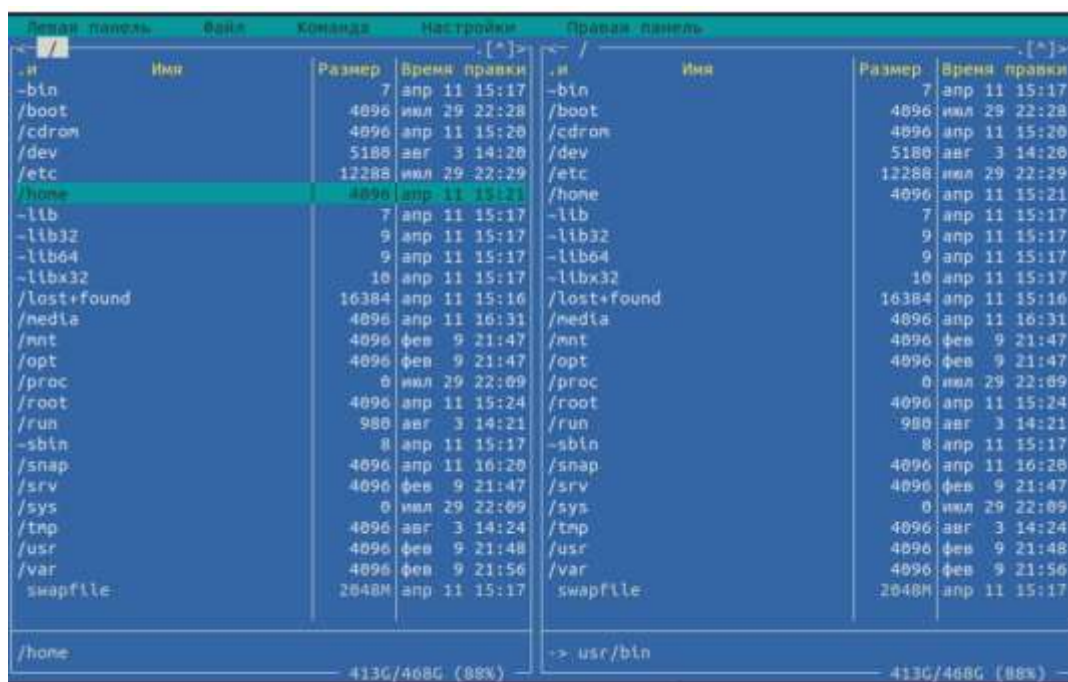 Левая панель Файл Команда Настройки Правая панель
<- / .[^]> <- / .[^]>
.и Имя Размер Время правки .и Имя Размер Время правки
~bin 7 апр 11 15:17 ~bin 7 апр 11 15:17
/boot 4096 июл 29 22:28 /boot 4096 июл 29 22:28
/cdrom 4096 апр 11 15:20 /cdrom 4096 апр 11 15:20
/dev 5180 авг 3 14:20 /dev 5180 авг 3 14:20
/etc 12288 июл 29 22:29 /etc 12288 июл 29 22:29
/home 4096 апр 11 15:21 /home 4096 апр 11 15:21
~lib 7 апр 11 15:17 ~lib 7 апр 11 15:17
~lib32 9 апр 11 15:17 ~lib32 9 апр 11 15:17
~lib64 9 апр 11 15:17 ~lib64 9 апр 11 15:17
~libx32 10 апр 11 15:17 ~libx32 10 апр 11 15:17
/lost+found 16384 апр 11 15:16 /lost+found 16384 апр 11 15:16
/media 4096 апр 11 16:31 /media 4096 апр 11 16:31
/mnt 4096 фев 9 21:47 /mnt 4096 фев 9 21:47
/opt 4096 фев 9 21:47 /opt 4096 фев 9 21:47
/proc 0 июл 29 22:09 /proc 0 июл 29 22:09
/root 4096 апр 11 15:24 /root 4096 апр 11 15:24
/run 980 авг 3 14:21 /run 980 авг 3 14:21
~sbin 8 апр 11 15:17 ~sbin 8 апр 11 15:17
/snap 4096 апр 11 16:20 /snap 4096 апр 11 16:20
/srv 4096 фев 9 21:47 /srv 4096 фев 9 21:47
/sys 0 июл 29 22:09 /sys 0 июл 29 22:09
/tmp 4096 авг 3 14:24 /tmp 4096 авг 3 14:24
/usr 4096 фев 9 21:48 /usr 4096 фев 9 21:48
/var 4096 фев 9 21:56 /var 4096 фев 9 21:56
swapfile 2048M апр 11 15:17 swapfile 2048M апр 11 15:17
/home -> usr/bin
413G/468G (88%) 413G/468G (88%)